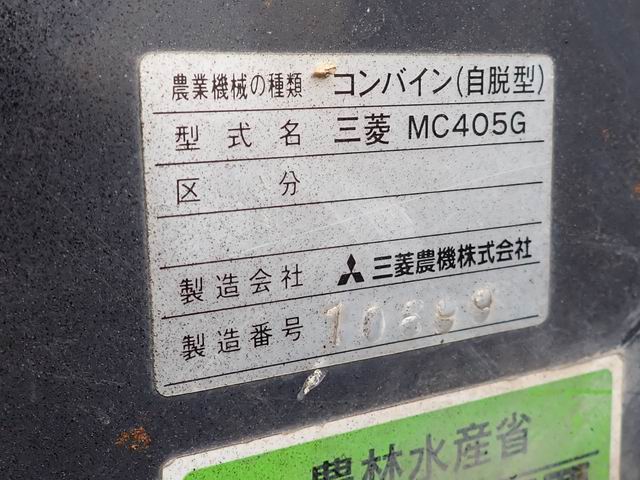 農業機械の種類 コンバイン(自脱型)
型式名 三菱 MC405G
区分
製造会社 三菱農機株式会社
製造番号
農林水産省